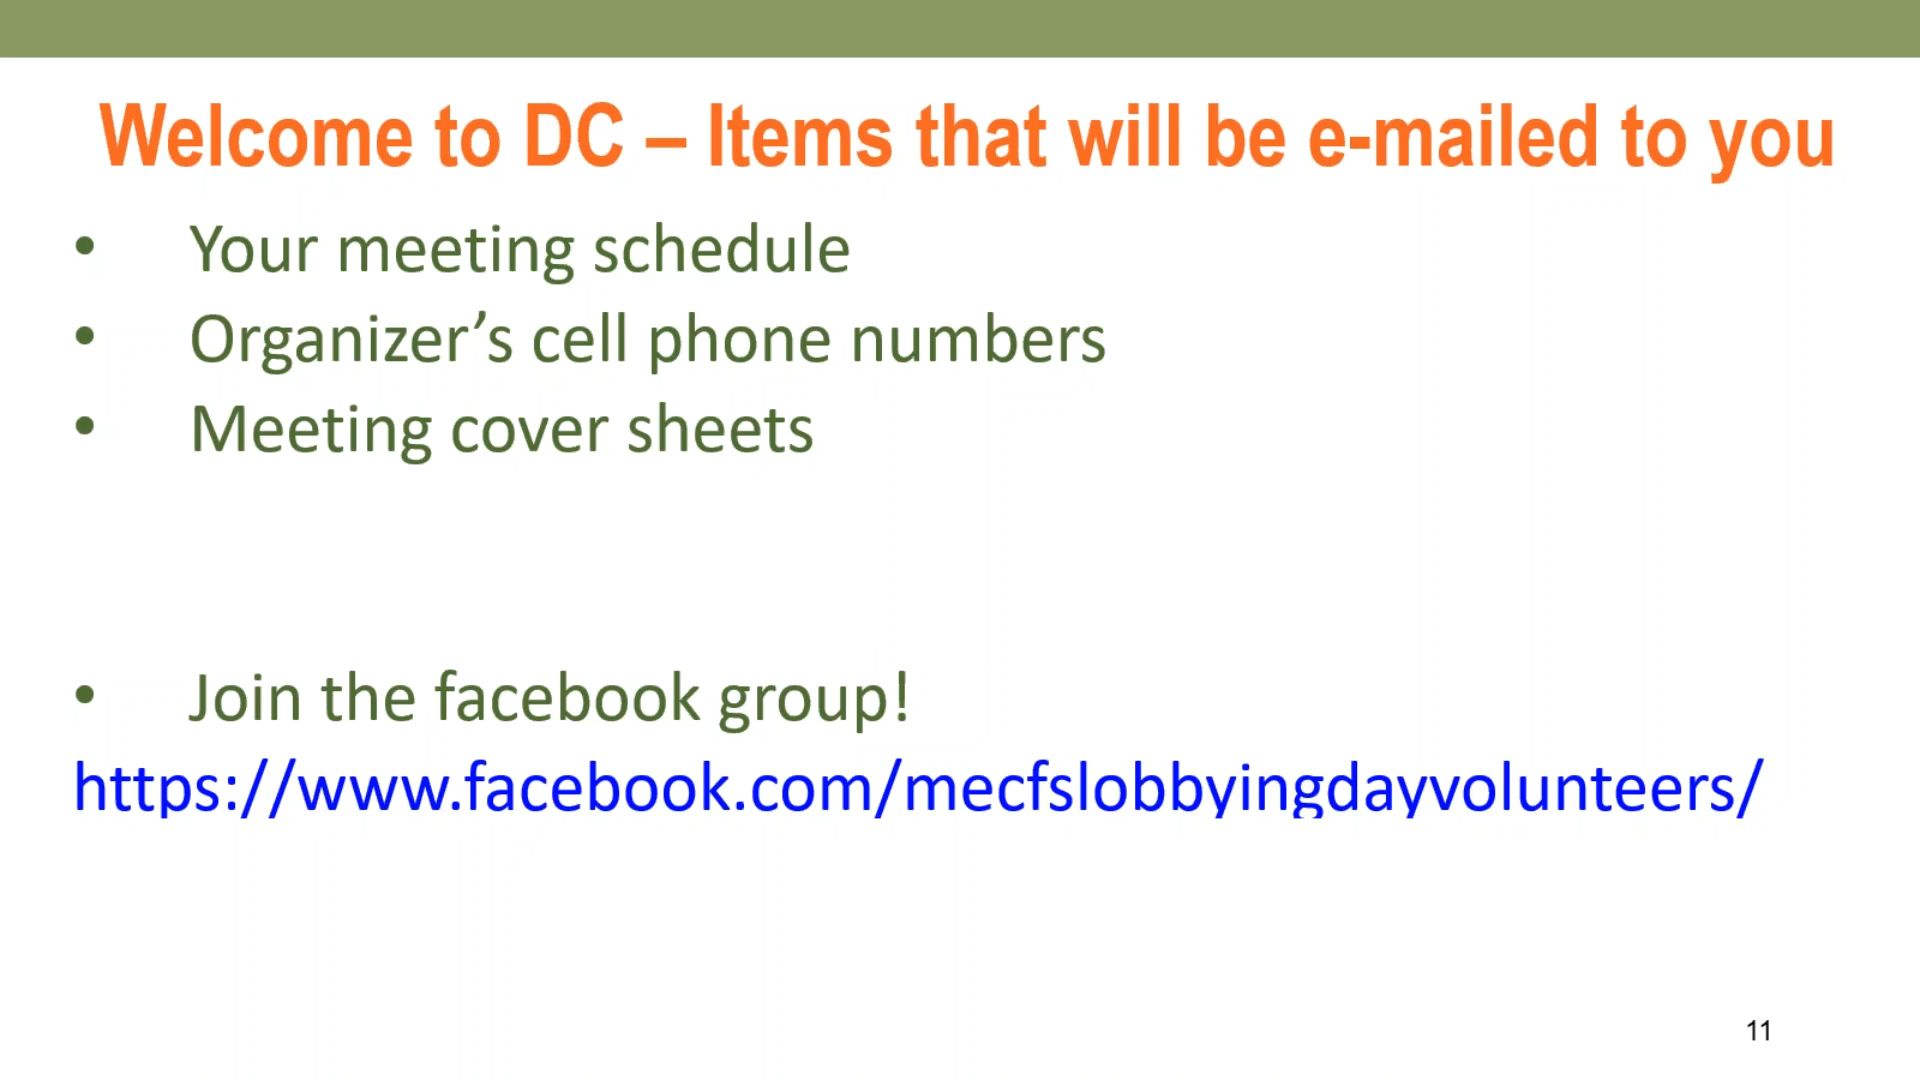 Welcome to DC – Items that will be e-mailed to you
• Your meeting schedule
• Organizer’s cell phone numbers
• Meeting cover sheets
• Join the facebook group!
https://www.facebook.com/mecfslobbyingdayvolunteers/
11